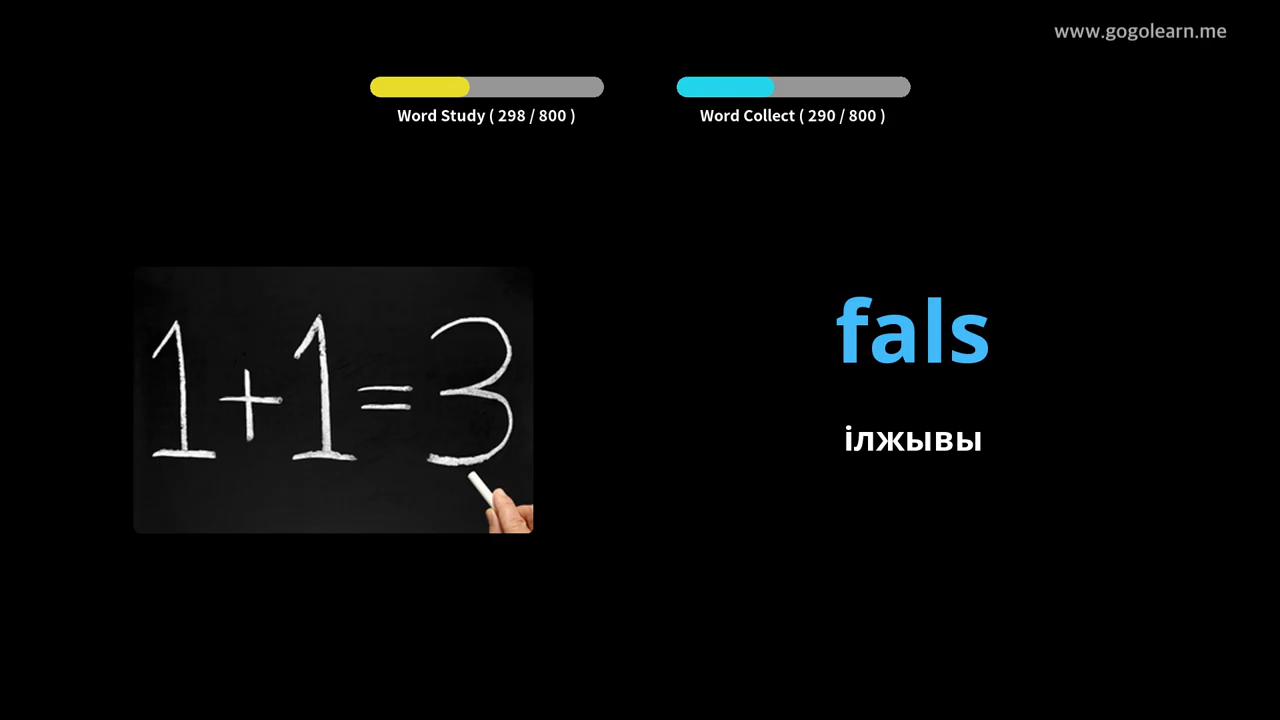 www.gogolearn.me
Word Study ( 298 / 800 )
Word Collect ( 290 / 800 )
1+1=3
fals
ілжывы